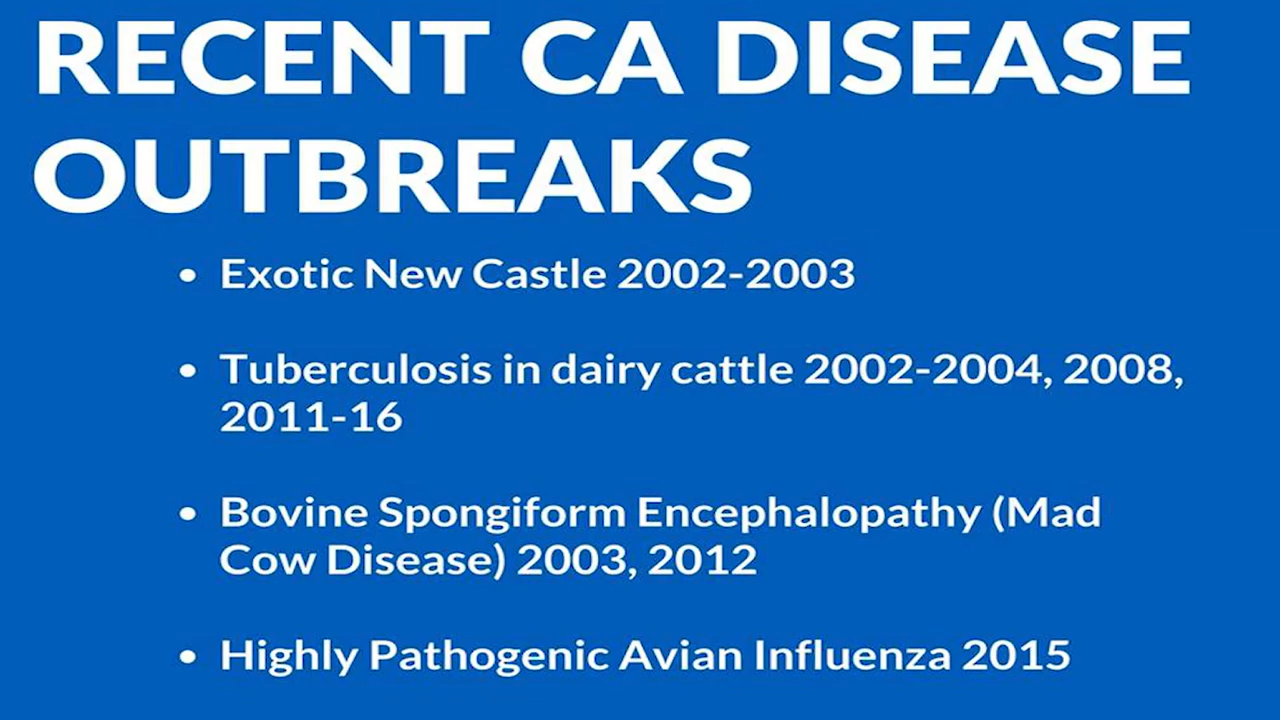 RECENT CA DISEASE
OUTBREAKS
• Exotic New Castle 2002-2003
• Tuberculosis in dairy cattle 2002-2004, 2008,
2011-16
• Bovine Spongiform Encephalopathy (Mad
Cow Disease) 2003, 2012
• Highly Pathogenic Avian Influenza 2015